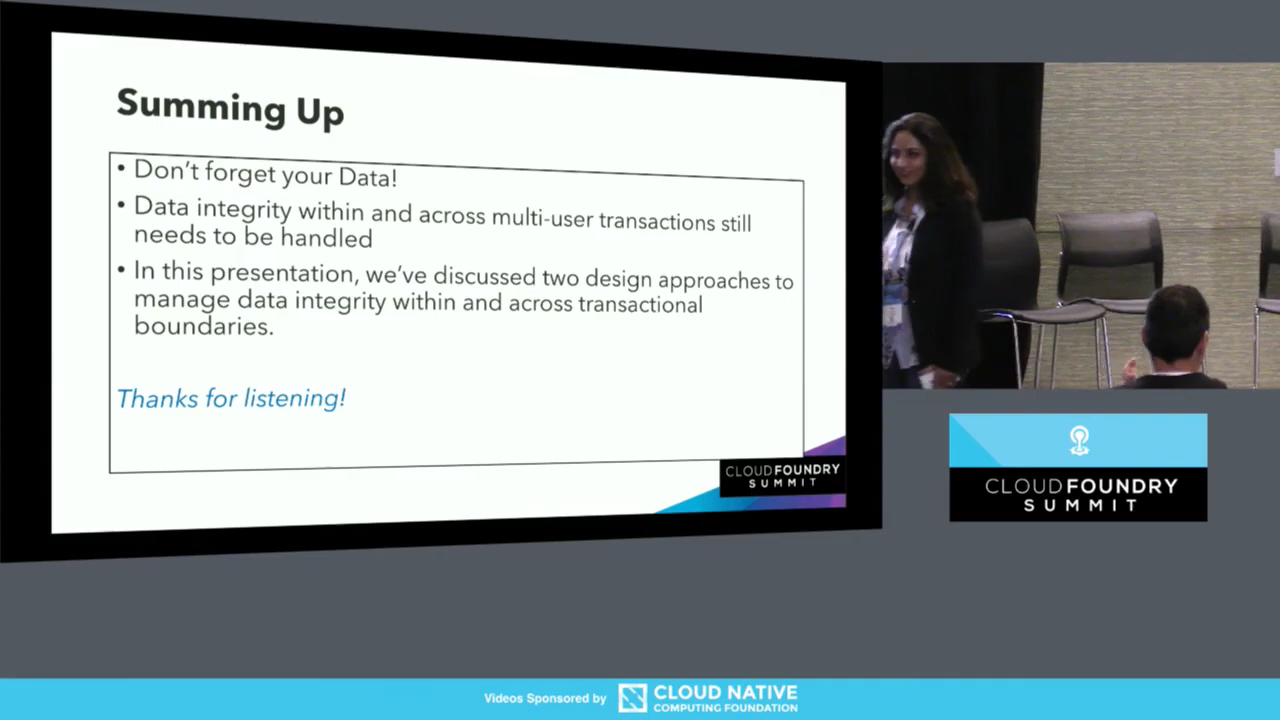 Summing Up
• Don't forget your Data!
• Data integrity within and across multi-user transactions still
needs to be handled
• In this presentation, we've discussed two design approaches to
manage data integrity within and across transactional
boundaries.
Thanks for listening!
CLOUDFOUNDRY
SUMMIT
CLOUDFOUNDRY
SUMMIT
Videos Sponsored by
CLOUD NATIVE
COMPUTING FOUNDATION